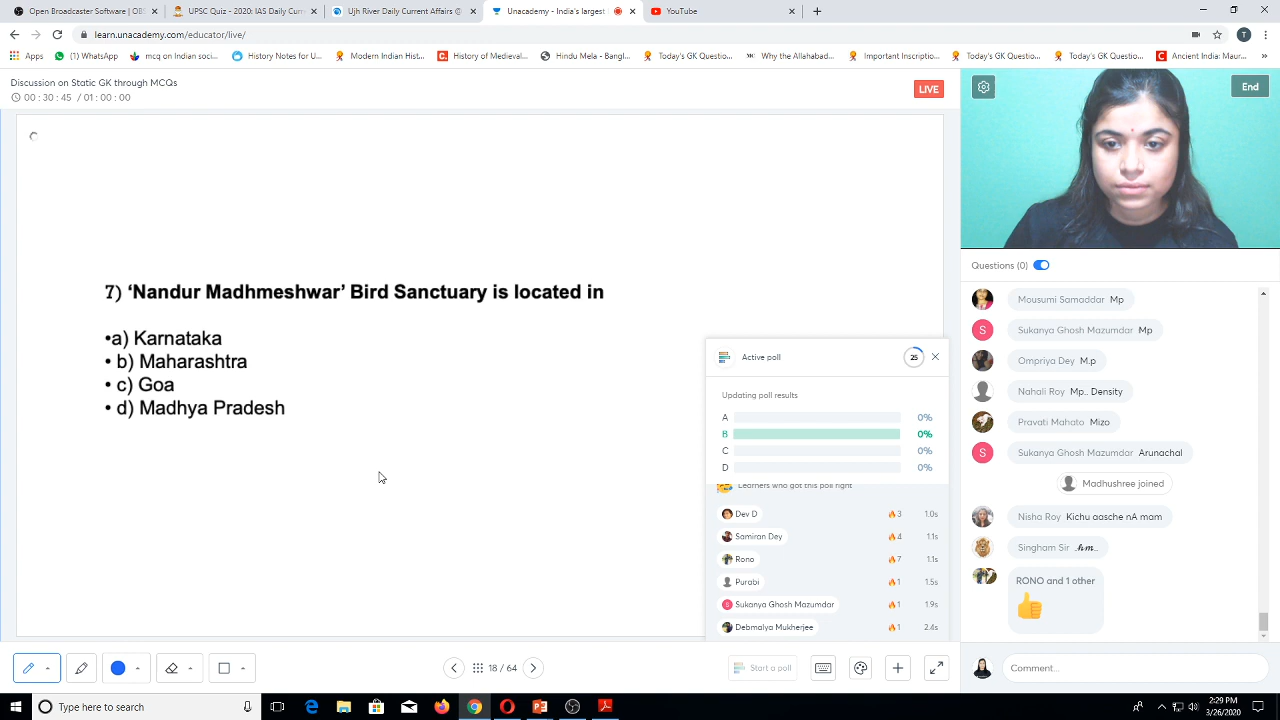 Open Broadcaster Software | OBS
UPSC Quiz - 2020: IAS Daily Curr
Ujh River Daily Current Affairs @
Unacademy - India's largest
YouTube
learn.unacademy.com/educator/live/
Apps
(1) WhatsApp
mcq on indian soci...
History Notes for U...
Modern Indian Hist...
History of Medieval...
Hindu Mela - Bangl...
Today's GK Questio...
Why the Allahabad...
Important Inscriptio...
Today's GK Questio...
Today's GK Questio...
Ancient India: Maur...
Discussion on Static GK through MCQs
00 : 30 : 45 / 01 : 00 : 00
LIVE
End
7) ‘Nandur Madhmeshwar’ Bird Sanctuary is located in
•a) Karnataka
• b) Maharashtra
• c) Goa
• d) Madhya Pradesh
Active poll
25
Updating poll results
A 0%
B 0%
C 0%
D 0%
Learners who got this poll right
Dev D 3 1.0s
Samiran Dey 4 1.1s
Rono 7 1.1s
Purabi 1 1.5s
S Sukanya Ghosh Mazumdar 1 1.9s
Debmalya Mukherjee 1 2.4s
Questions (0)
Mousumi Samaddar Mp
S Sukanya Ghosh Mazumdar Mp
Ompriya Dey M.p
Nahali Roy Mp.. Density
Pravati Mahato Mizo
S Sukanya Ghosh Mazumdar Arunachal
Madhushree joined
Nisha Roy Kichu aasche nA mam
Singham Sir 𝒽𝓂..
RONO and 1 other
18 / 64
Start a poll
Comment...
Type here to search
2:29 PM
3/26/2020